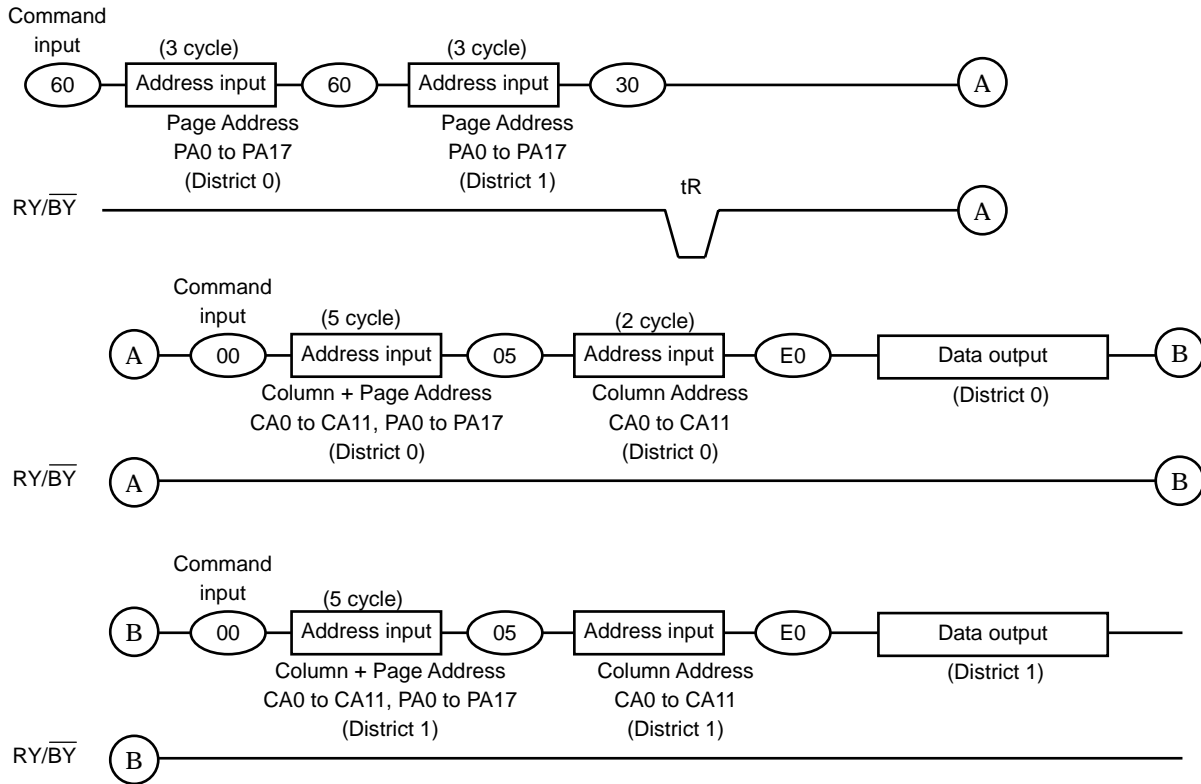 Command
input
(3 cycle) (3 cycle)
60 Address input 60 Address input 30 A
Page Address Page Address
PA0 to PA17 PA0 to PA17
(District 0) (District 1)
tR
RY/BY A
Command
input
(5 cycle) (2 cycle)
A 00 Address input 05 Address input E0 Data output B
Column + Page Address Column Address (District 0)
CA0 to CA11, PA0 to PA17 CA0 to CA11
(District 0) (District 0)
RY/BY A B
Command
input
(5 cycle)
B 00 Address input 05 Address input E0 Data output
Column + Page Address Column Address (District 1)
CA0 to CA11, PA0 to PA17 CA0 to CA11
(District 1) (District 1)
RY/BY B